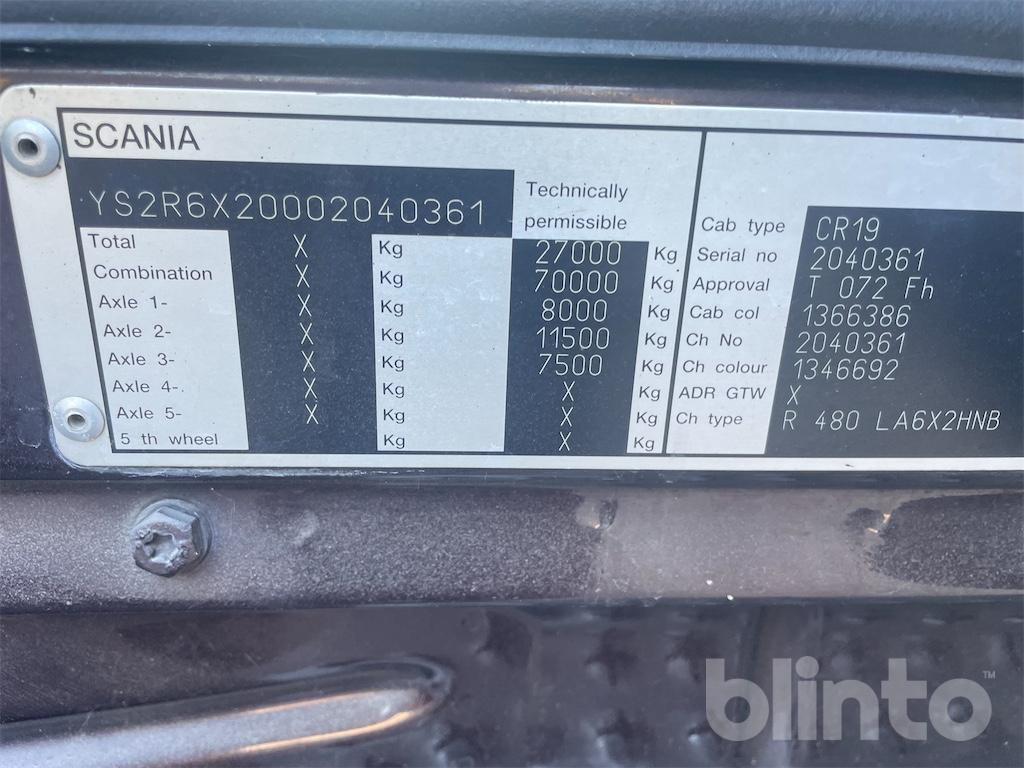 SCANIA
YS2R6X20002040361
Technically
permissible
Total X Kg 27000 Kg
Combination X Kg 70000 Kg
Axle 1- X Kg 8000 Kg
Axle 2- X Kg 11500 Kg
Axle 3- X Kg 7500 Kg
Axle 4- X Kg X Kg
Axle 5- X Kg X Kg
5 th wheel Kg X Kg
Cab type CR19
Serial no 2040361
Approval T 072 Fh
Cab col 1366386
Ch No 2040361
Ch colour 1346692
ADR GTW X
Ch type R 480 LA6X2HNB
blinto™